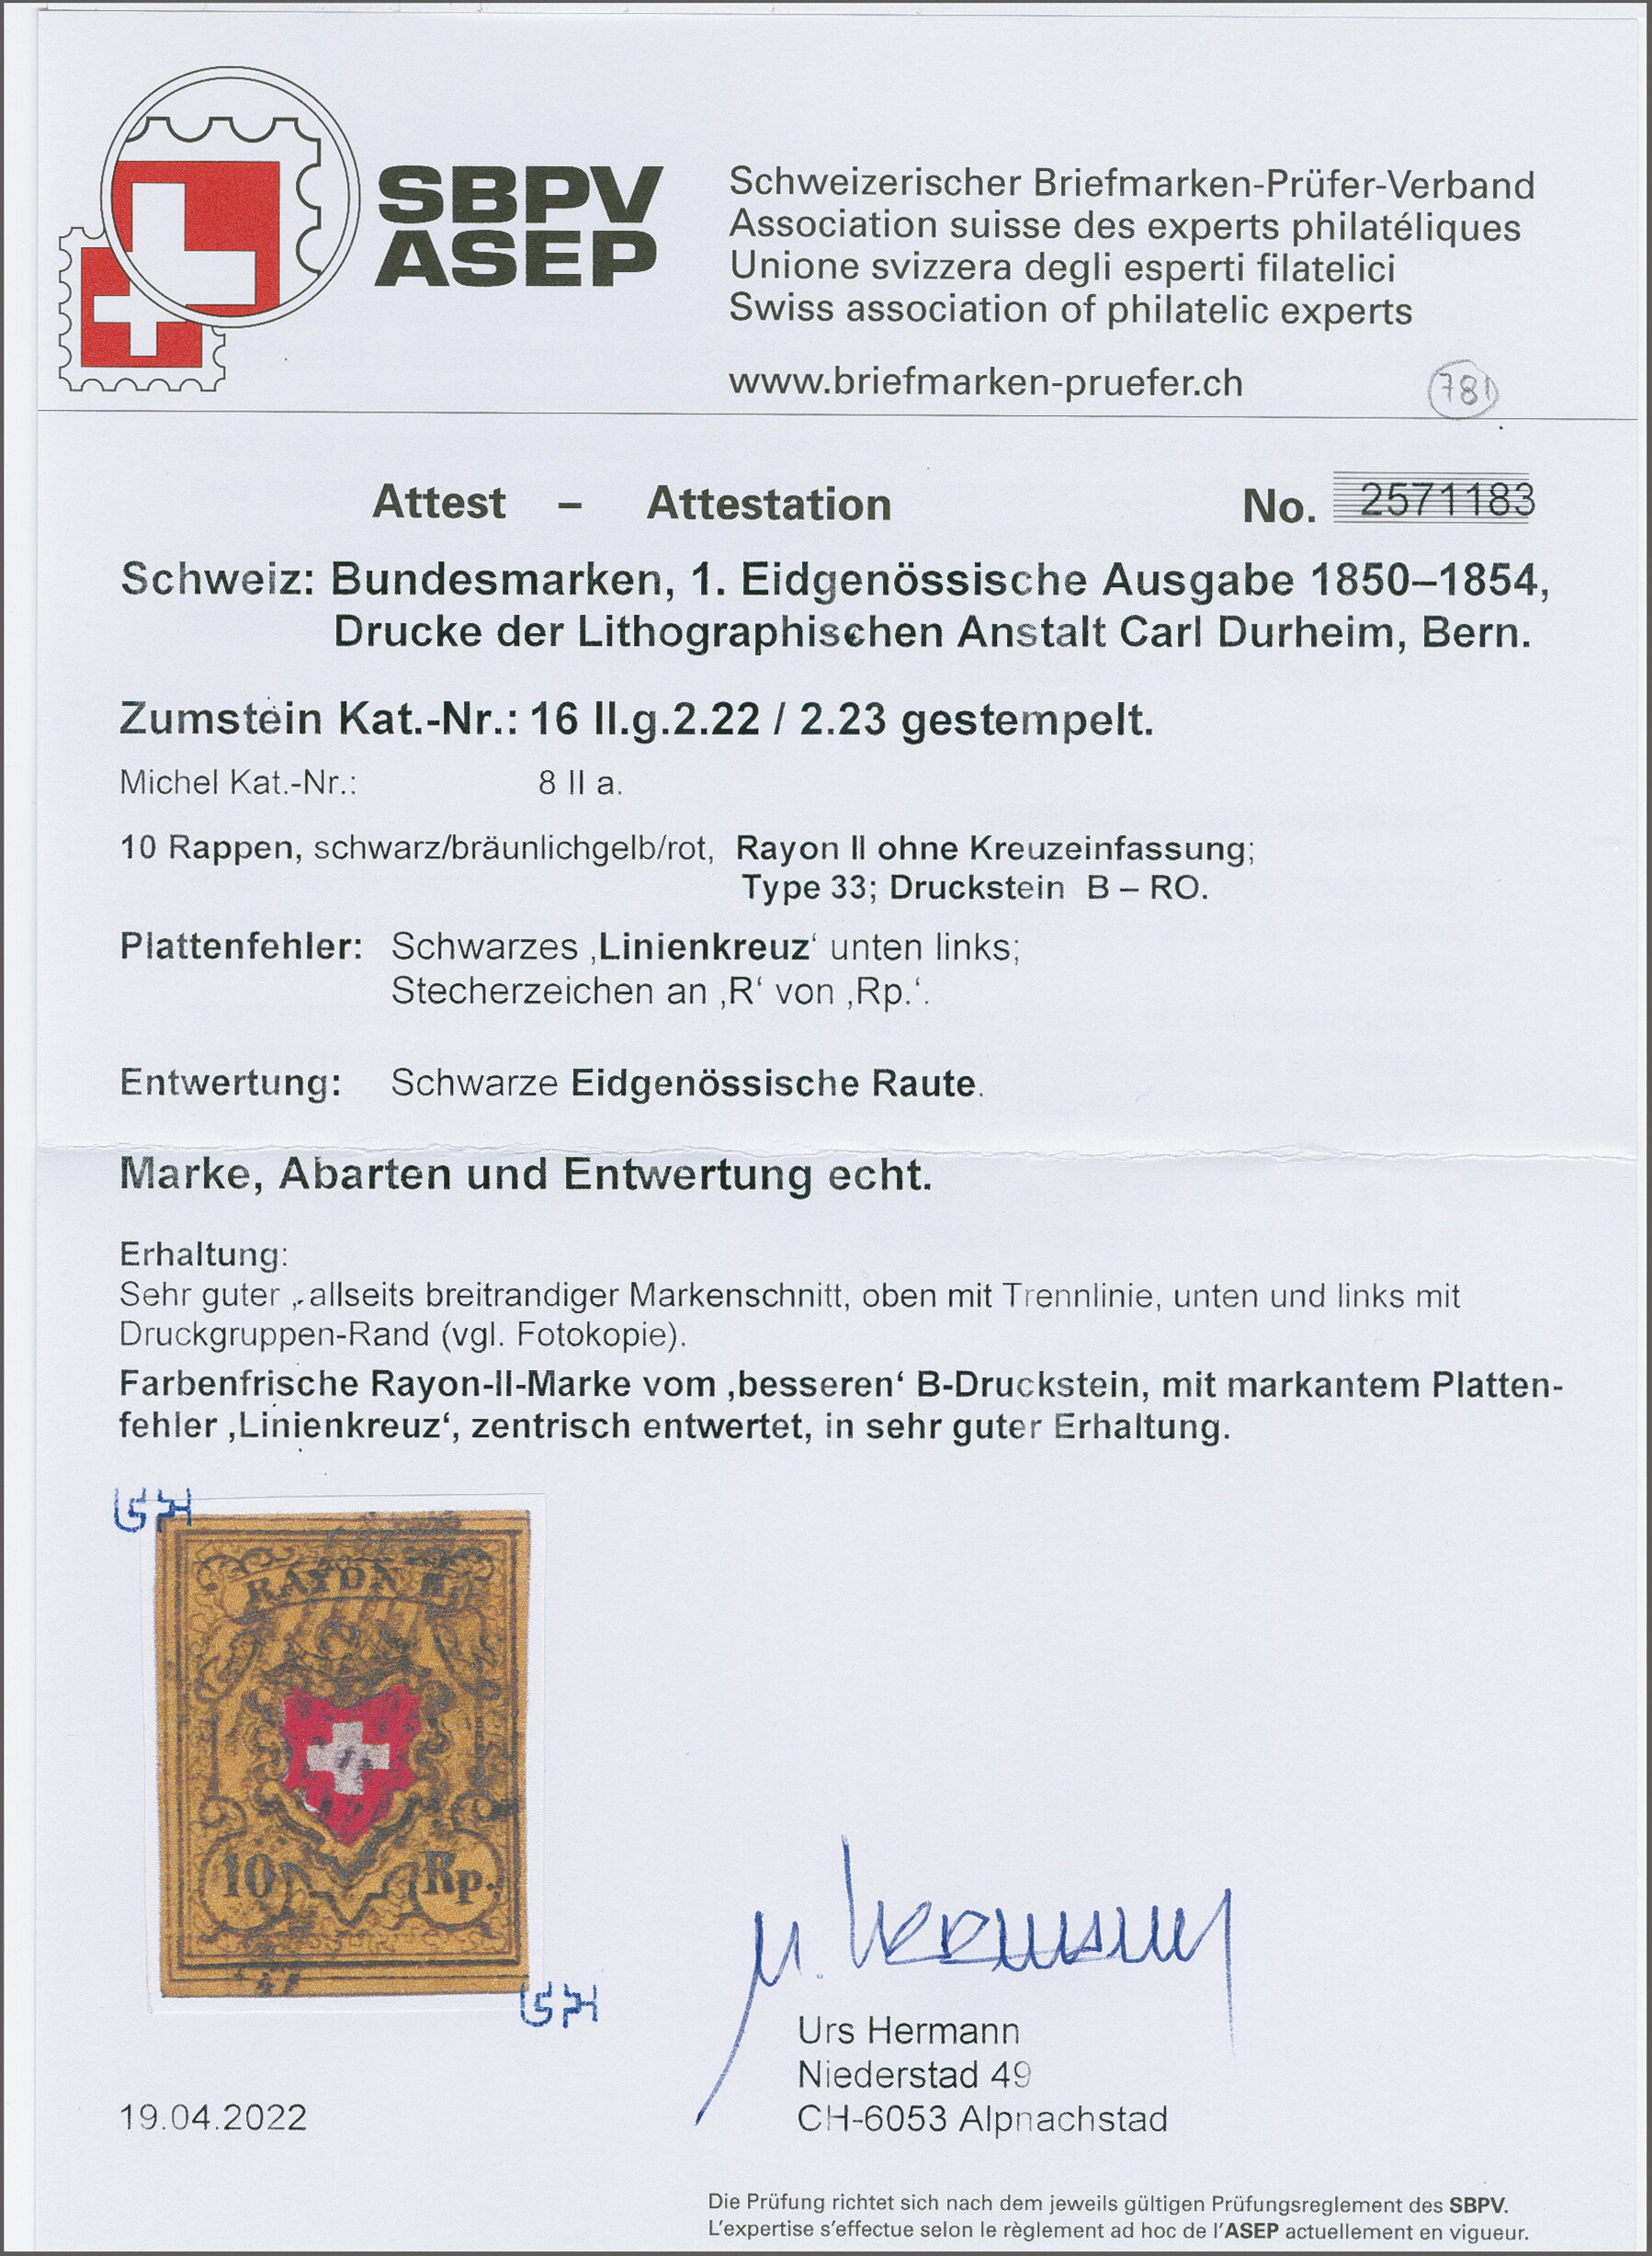 SBPV
ASEP
Schweizerischer Briefmarken-Prüfer-Verband
Association suisse des experts philatéliques
Unione svizzera degli esperti filatelici
Swiss association of philatelic experts
www.briefmarken-pruefer.ch
781
Attest – Attestation No. 2571183
Schweiz: Bundesmarken, 1. Eidgenössische Ausgabe 1850–1854,
Drucke der Lithographischen Anstalt Carl Durheim, Bern.
Zumstein Kat.-Nr.: 16 II.g.2.22 / 2.23 gestempelt.
Michel Kat.-Nr.: 8 II a.
10 Rappen, schwarz/bräunlichgelb/rot, Rayon II ohne Kreuzeinfassung;
Type 33; Druckstein B – RO.
Plattenfehler: Schwarzes ‚Linienkreuz‘ unten links;
Stecherzeichen an ‚R‘ von ‚Rp.‘.
Entwertung: Schwarze Eidgenössische Raute.
Marke, Abarten und Entwertung echt.
Erhaltung:
Sehr guter , allseits breitrandiger Markenschnitt, oben mit Trennlinie, unten und links mit
Druckgruppen-Rand (vgl. Fotokopie).
Farbenfrische Rayon-II-Marke vom ‚besseren‘ B-Druckstein, mit markantem Platten-
fehler ‚Linienkreuz‘, zentrisch entwertet, in sehr guter Erhaltung.
RAYON II.
10 Rp.
U. Hermann
Urs Hermann
Niederstad 49
CH-6053 Alpnachstad
19.04.2022
Die Prüfung richtet sich nach dem jeweils gültigen Prüfungsreglement des SBPV.
L'expertise s'effectue selon le règlement ad hoc de l'ASEP actuellement en vigueur.